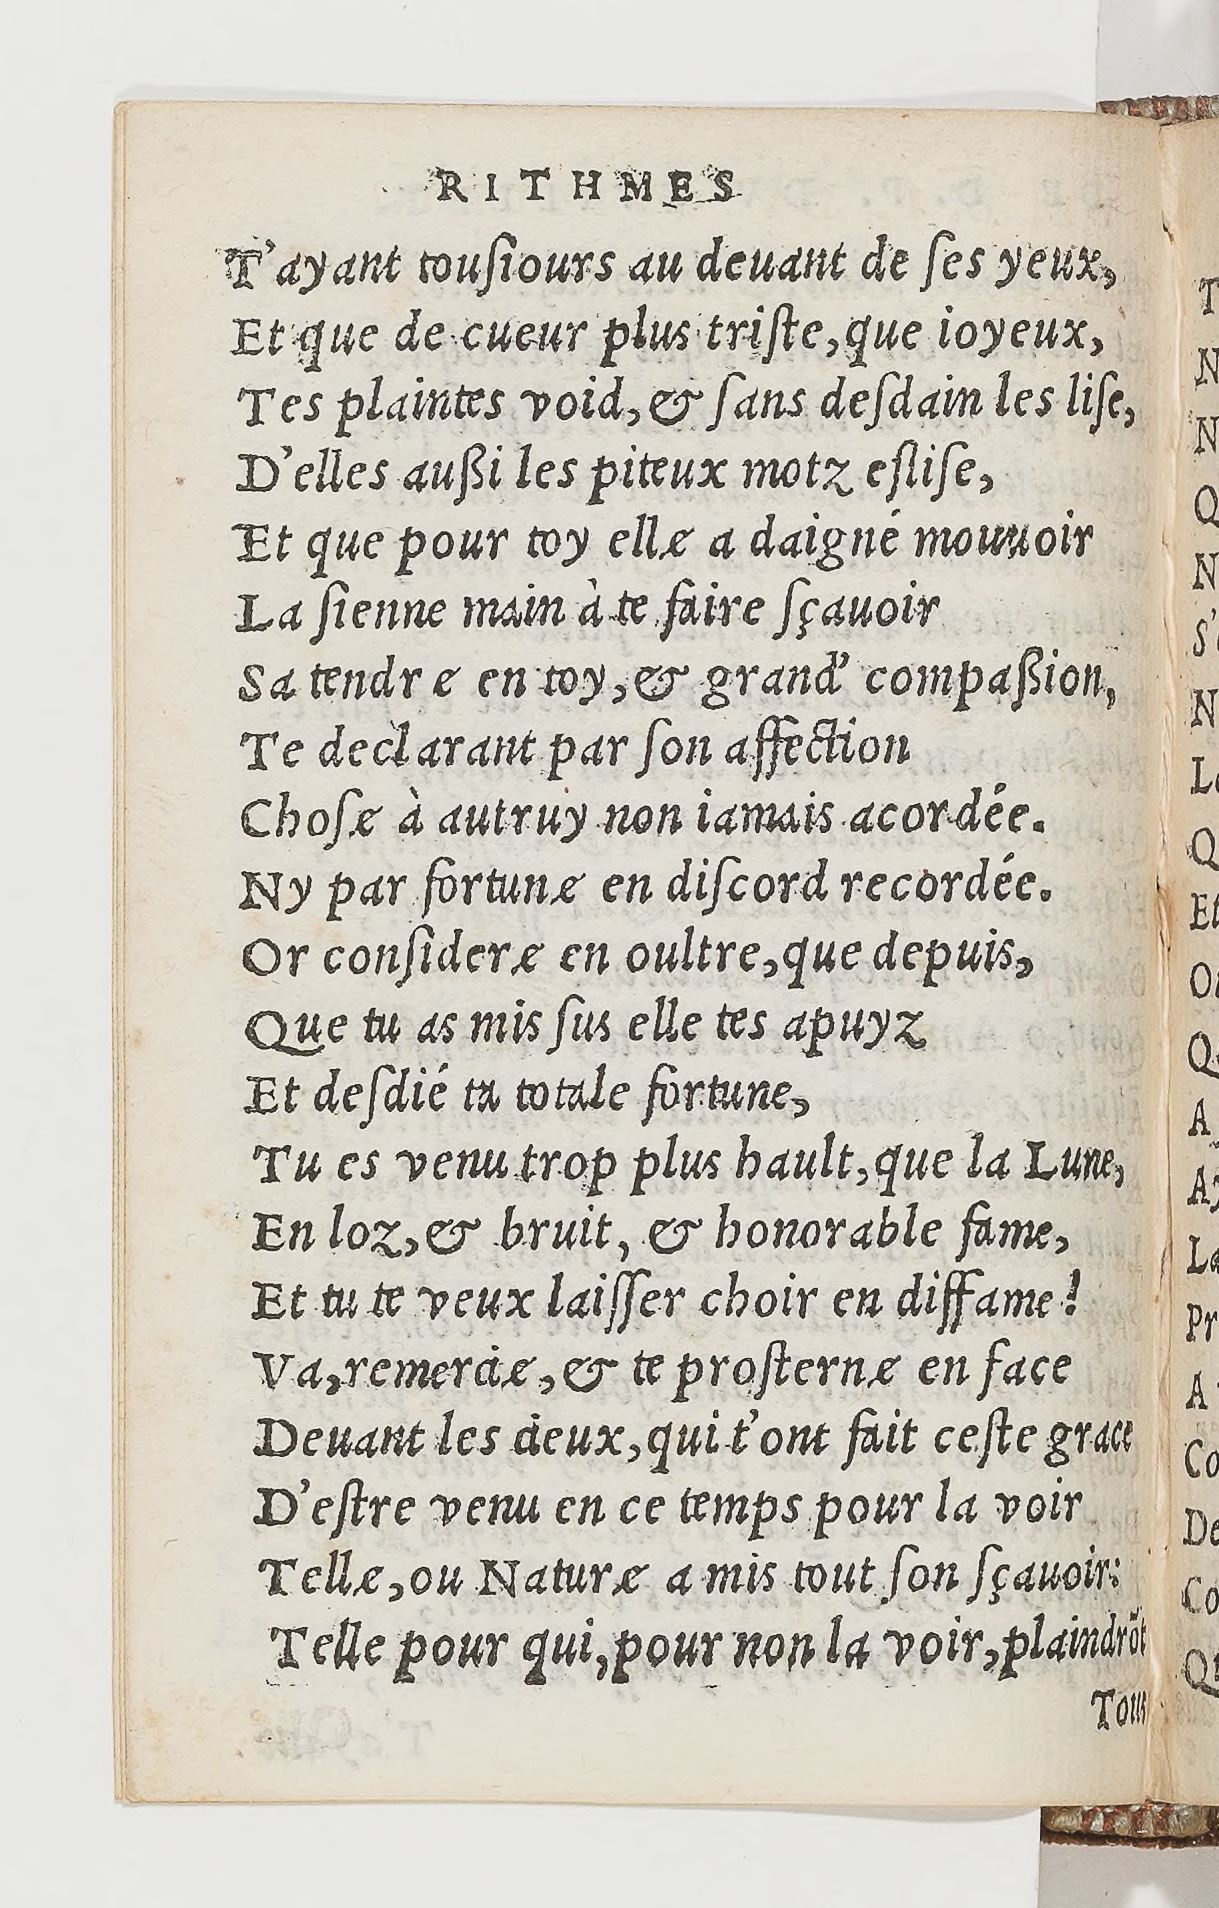 RITHMES
T'ayant touſiours au deuant de ſes yeux,
Et que de cueur plus triſte, que ioyeux,
Tes plaintes void, & ſans deſdain les liſe,
D'elles außi les piteux motz eſliſe,
Et que pour toy elle a daigné mouuoir
La ſienne main à te faire ſçauoir
Sa tendre en toy, & grand' compaßion,
Te declarant par ſon affection
Choſe à autruy non iamais acordée.
Ny par fortune en diſcord recordée.
Or conſidere en oultre, que depuis,
Que tu as mis ſus elle tes apuyz
Et deſdié ta totale fortune,
Tu es venu trop plus hault, que la Lune,
En loz, & bruit, & honorable fame,
Et tu te veux laiſſer choir en diffame!
Va, remercie, & te proſterne en face
Deuant les cieux, qui t'ont fait ceſte grace
D'eſtre venu en ce temps pour la voir
Telle, ou Nature a mis tout ſon ſçauoir:
Telle pour qui, pour non la voir, plaindrõt
Tous